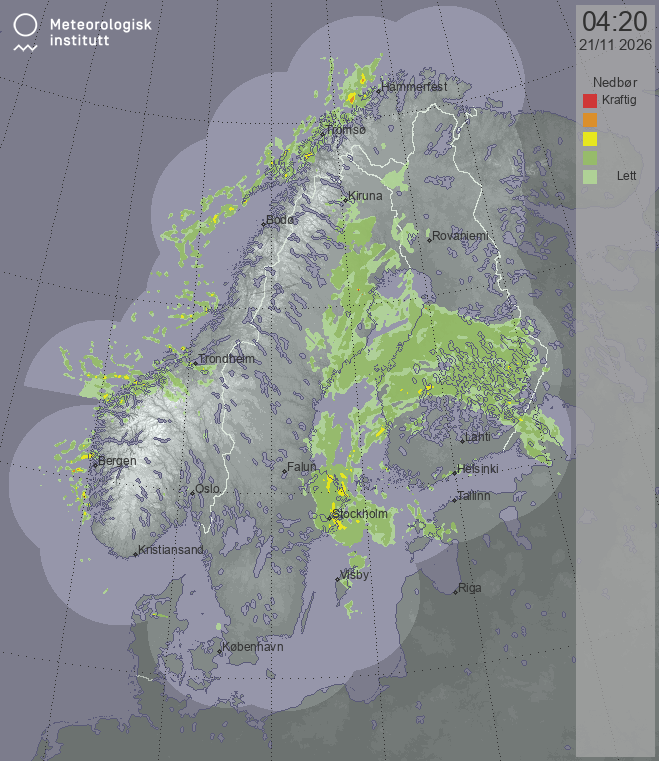 Meteorologisk
institutt
04:20
21/11 2026
Nedbør
Kraftig
Lett
Hammerfest
Tromsø
Kiruna
Bodø
Rovaniemi
Trondheim
Lahti
Bergen
Falun
Helsinki
Oslo
Tallinn
Stockholm
Kristiansand
Visby
Riga
København